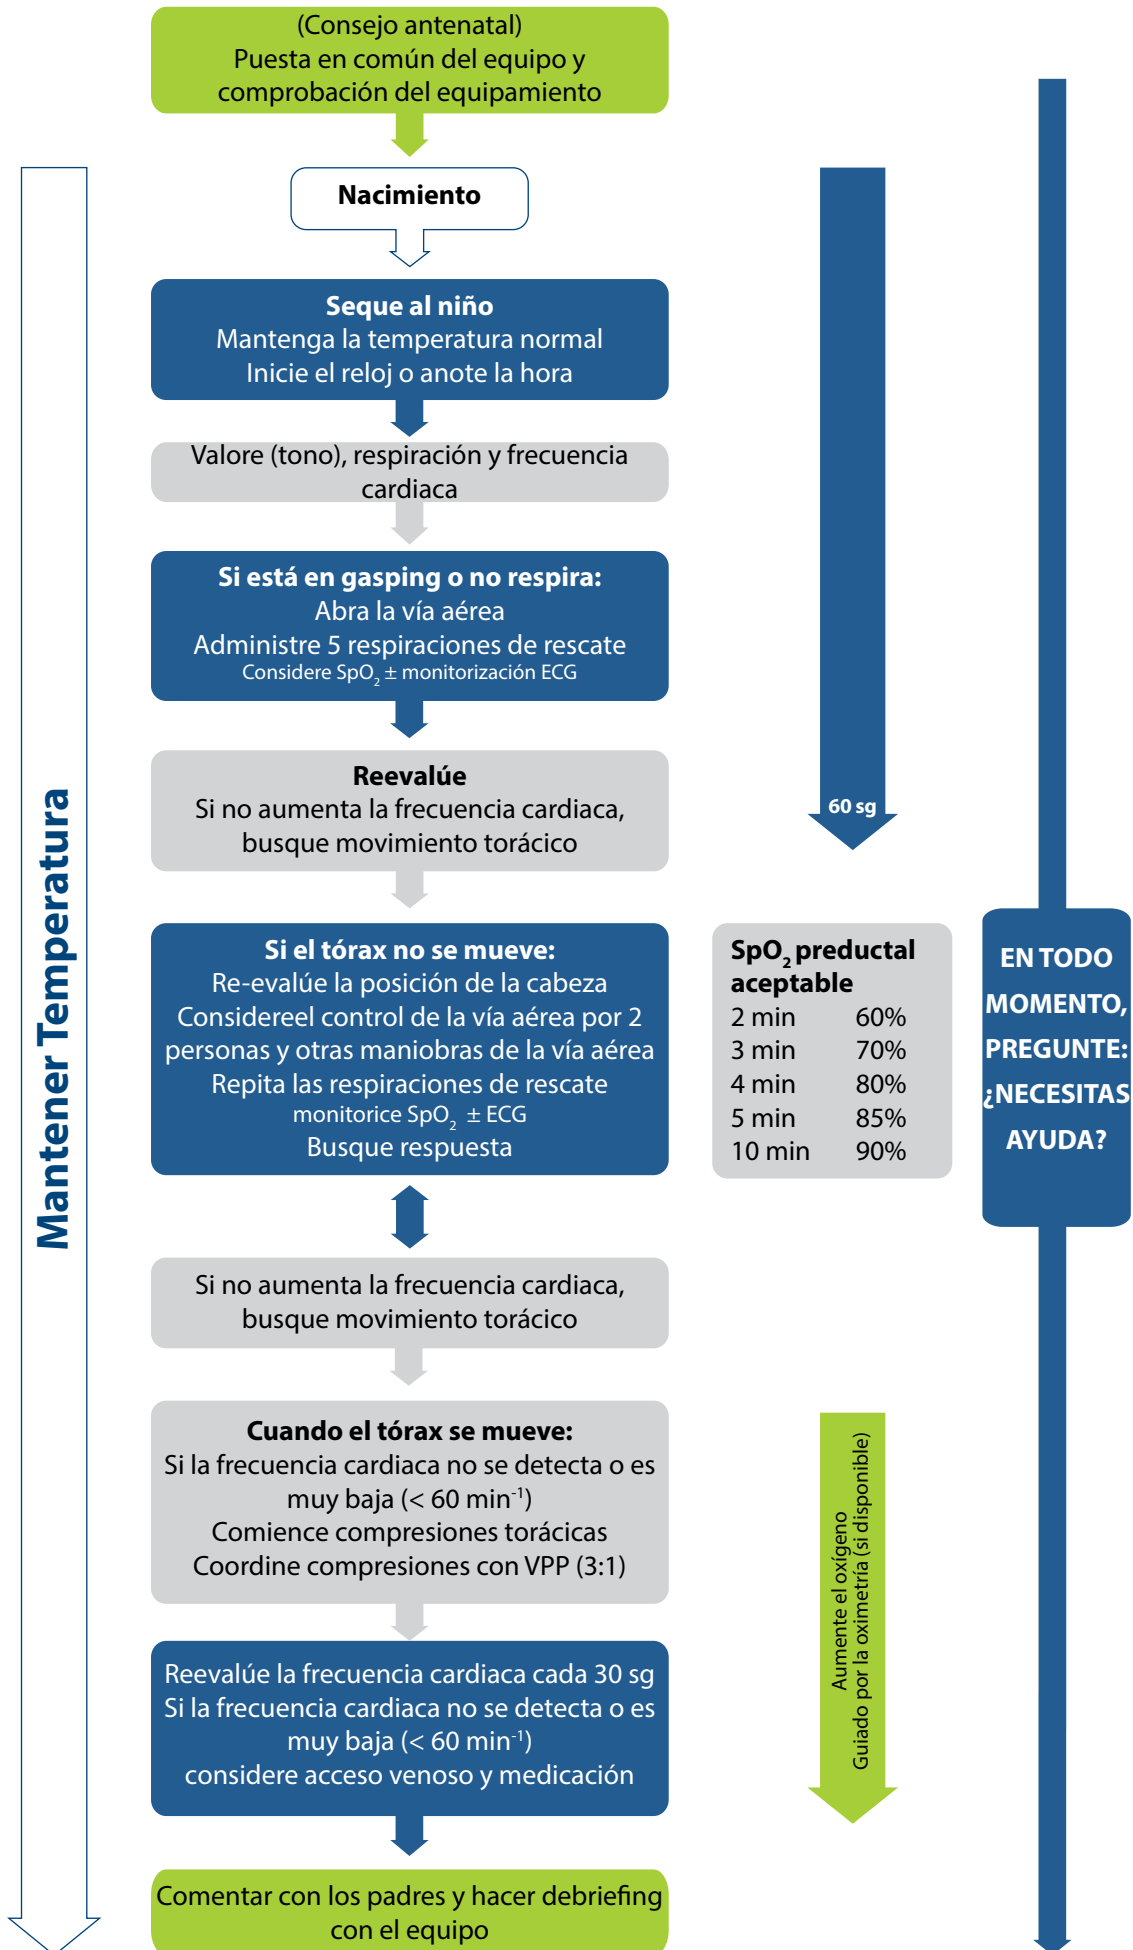 (Consejo antenatal)
Puesta en común del equipo y
comprobación del equipamiento
Nacimiento
Seque al niño
Mantenga la temperatura normal
Inicie el reloj o anote la hora
Valore (tono), respiración y frecuencia
cardiaca
Si está en gasping o no respira:
Abra la vía aérea
Administre 5 respiraciones de rescate
Considere SpO₂ ± monitorización ECG
Reevalúe
Si no aumenta la frecuencia cardiaca,
busque movimiento torácico
60 sg
Si el tórax no se mueve:
Re-evalúe la posición de la cabeza
Considereel control de la vía aérea por 2
personas y otras maniobras de la vía aérea
Repita las respiraciones de rescate
monitorice SpO₂ ± ECG
Busque respuesta
SpO₂ preductal
aceptable
2 min 60%
3 min 70%
4 min 80%
5 min 85%
10 min 90%
EN TODO
MOMENTO,
PREGUNTE:
¿NECESITAS
AYUDA?
Mantener Temperatura
Si no aumenta la frecuencia cardiaca,
busque movimiento torácico
Cuando el tórax se mueve:
Si la frecuencia cardiaca no se detecta o es
muy baja (< 60 min⁻¹)
Comience compresiones torácicas
Coordine compresiones con VPP (3:1)
Aumente el oxígeno
Guiado por la oximetría (si disponible)
Reevalúe la frecuencia cardiaca cada 30 sg
Si la frecuencia cardiaca no se detecta o es
muy baja (< 60 min⁻¹)
considere acceso venoso y medicación
Comentar con los padres y hacer debriefing
con el equipo